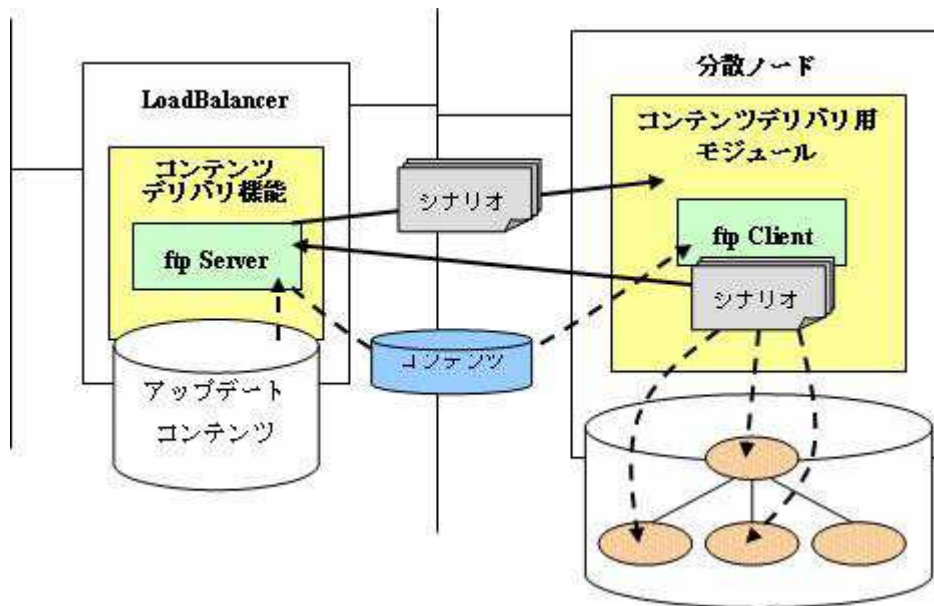 分散ノード
LoadBalancer
コンテンツデリバリ用
モジュール
コンテンツ
デリバリ機能
シナリオ
ftp Server
ftp Client
シナリオ
コンテンツ
アップデート
コンテンツ